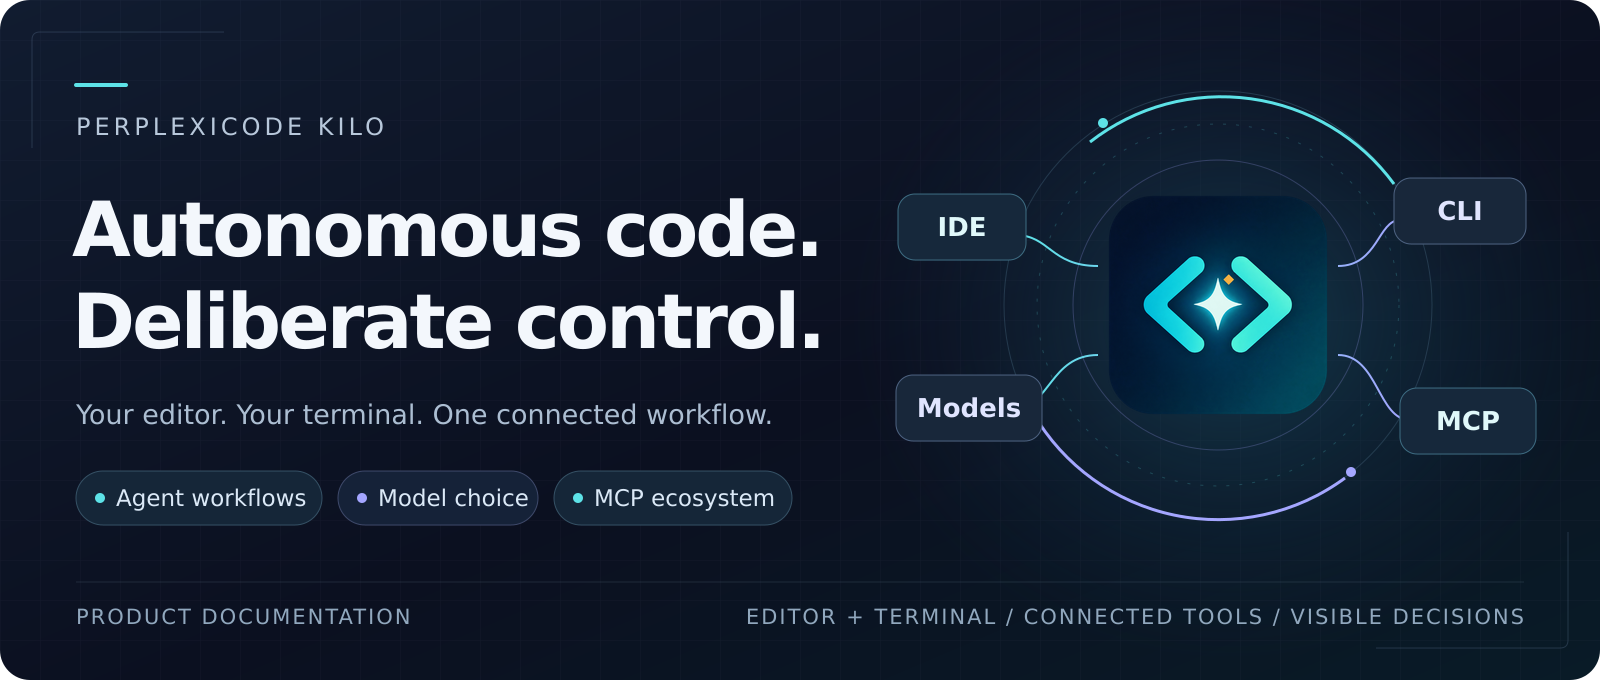 PERPLEXICODE KILO
Autonomous code.
Deliberate control.
Your editor. Your terminal. One connected workflow.
Agent workflows
Model choice
MCP ecosystem
IDE
CLI
Models
MCP
PRODUCT DOCUMENTATION
EDITOR + TERMINAL / CONNECTED TOOLS / VISIBLE DECISIONS